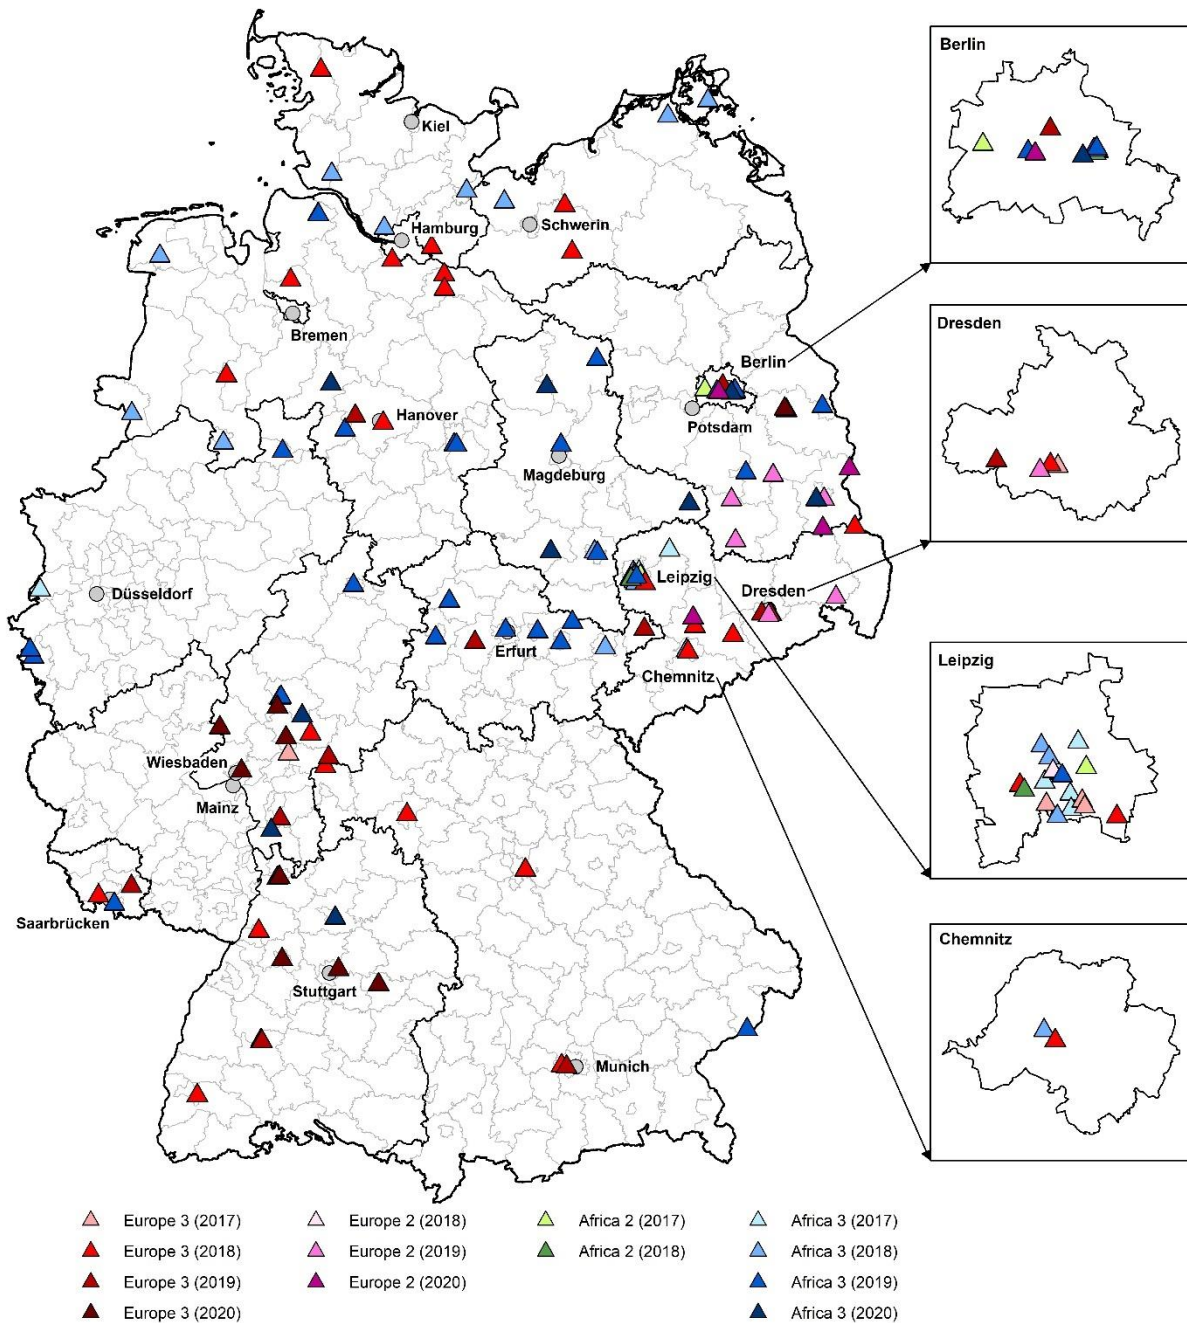 Berlin
Kiel
Schwerin
Hamburg
Bremen
Dresden
Berlin
Hanover
Potsdam
Magdeburg
Leipzig
Düsseldorf
Dresden
Erfurt
Leipzig
Chemnitz
Wiesbaden
Mainz
Saarbrücken
Chemnitz
Stuttgart
Munich
Europe 3 (2017) Europe 2 (2018) Africa 2 (2017) Africa 3 (2017)
Europe 3 (2018) Europe 2 (2019) Africa 2 (2018) Africa 3 (2018)
Europe 3 (2019) Europe 2 (2020) Africa 3 (2019)
Europe 3 (2020) Africa 3 (2020)